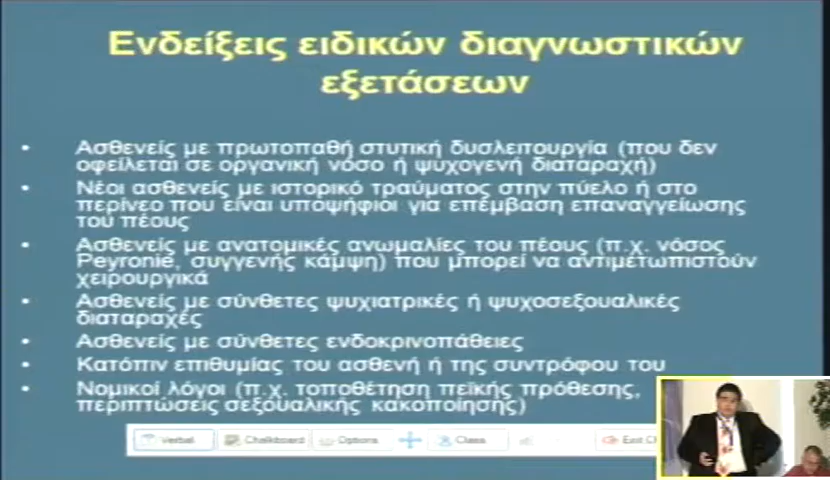 Ενδείξεις ειδικών διαγνωστικών
εξετάσεων
• Ασθενείς με πρωτοπαθή στυτική δυσλειτουργία (που δεν
οφείλεται σε οργανική νόσο ή ψυχογενή διαταραχή)
• Νέοι ασθενείς με ιστορικό τραύματος στην πύελο ή στο
περίνεο που είναι υποψήφιοι για επέμβαση επαναγγείωσης
του πέους
• Ασθενείς με ανατομικές ανωμαλίες του πέους (π.χ. νόσος
Peyronie, συγγενής κάμψη) που μπορεί να αντιμετωπιστούν
χειρουργικά
• Ασθενείς με σύνθετες ψυχιατρικές ή ψυχοσεξουαλικές
διαταραχές
• Ασθενείς με σύνθετες ενδοκρινοπάθειες
• Κατόπιν επιθυμίας του ασθενή ή της συντρόφου του
• Νομικοί λόγοι (π.χ. τοποθέτηση πεϊκής πρόθεσης,
περιπτώσεις σεξουαλικής κακοποίησης)
Verbal Chalkboard Options Class Exit